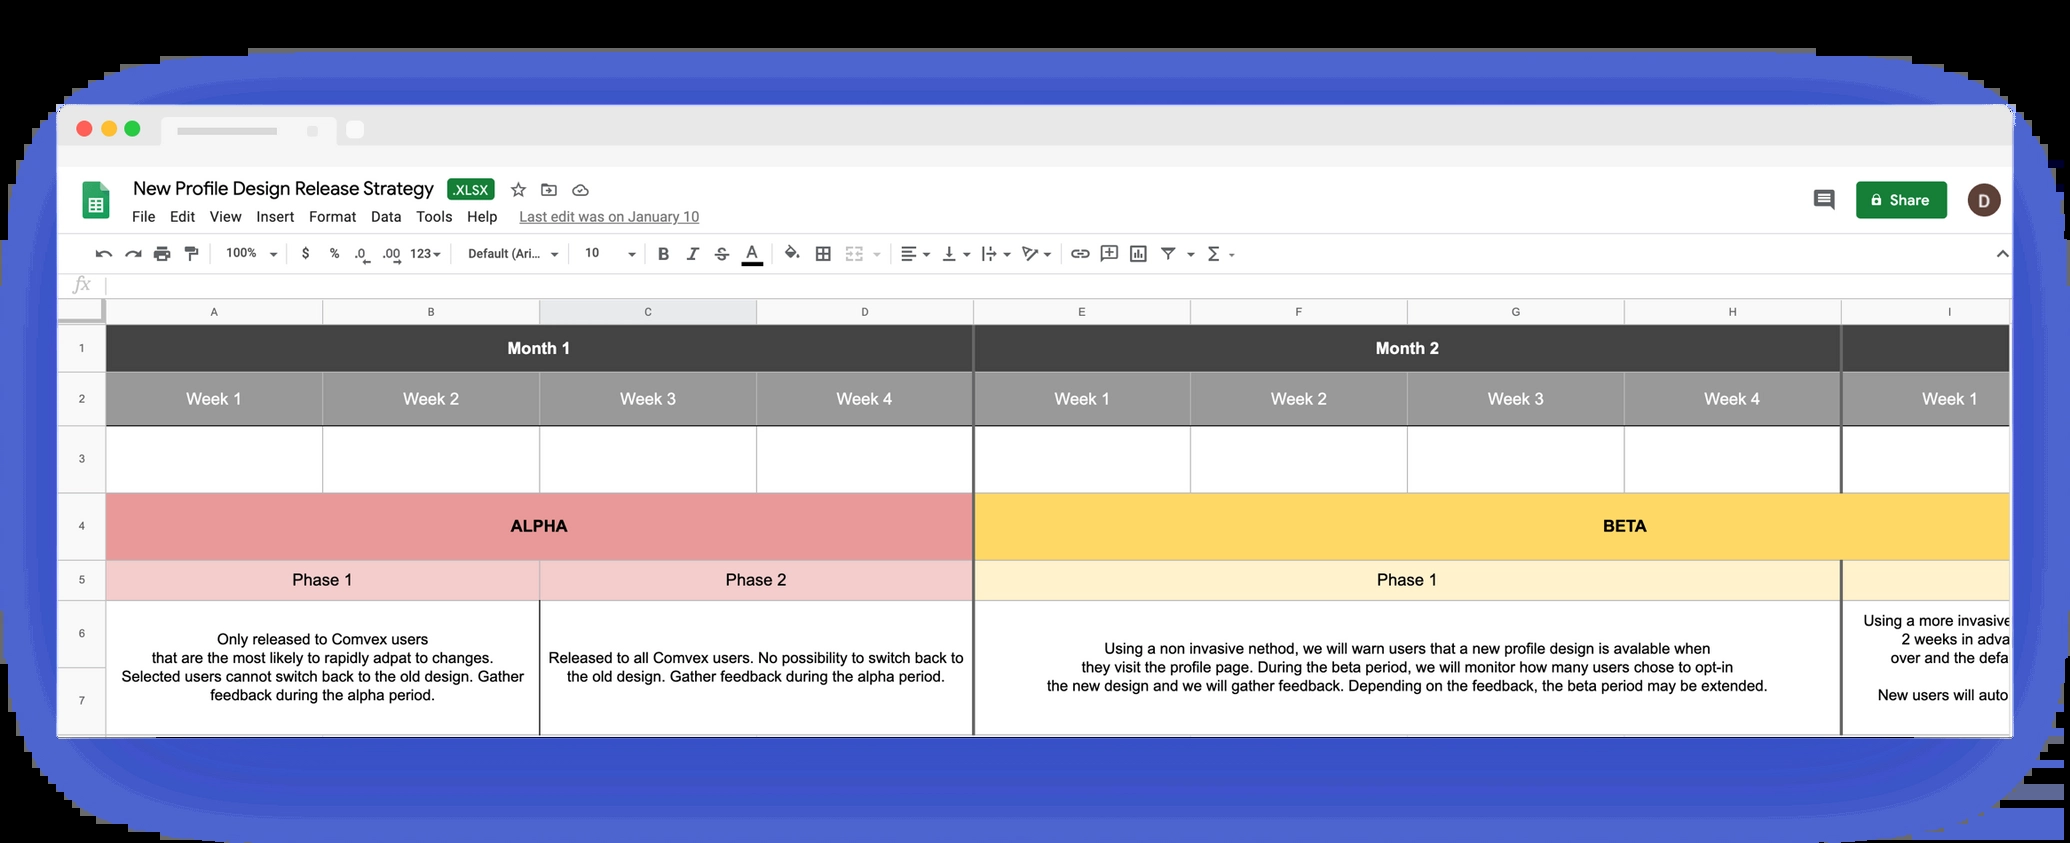 New Profile Design Release Strategy .XLSX
File Edit View Insert Format Data Tools Help Last edit was on January 10
Share
D
100% $ % .0 .00 123 Default (Ari... 10 B I S A
fx
A B C D E F G H I
1 Month 1 Month 2
2 Week 1 Week 2 Week 3 Week 4 Week 1 Week 2 Week 3 Week 4 Week 1
3
4 ALPHA BETA
5 Phase 1 Phase 2 Phase 1
6
7
Only released to Comvex users
that are the most likely to rapidly adpat to changes.
Selected users cannot switch back to the old design. Gather
feedback during the alpha period.
Released to all Comvex users. No possibility to switch back to
the old design. Gather feedback during the alpha period.
Using a non invasive nethod, we will warn users that a new profile design is avalable when
they visit the profile page. During the beta period, we will monitor how many users chose to opt-in
the new design and we will gather feedback. Depending on the feedback, the beta period may be extended.
Using a more invasive
2 weeks in adva
over and the defa
New users will auto